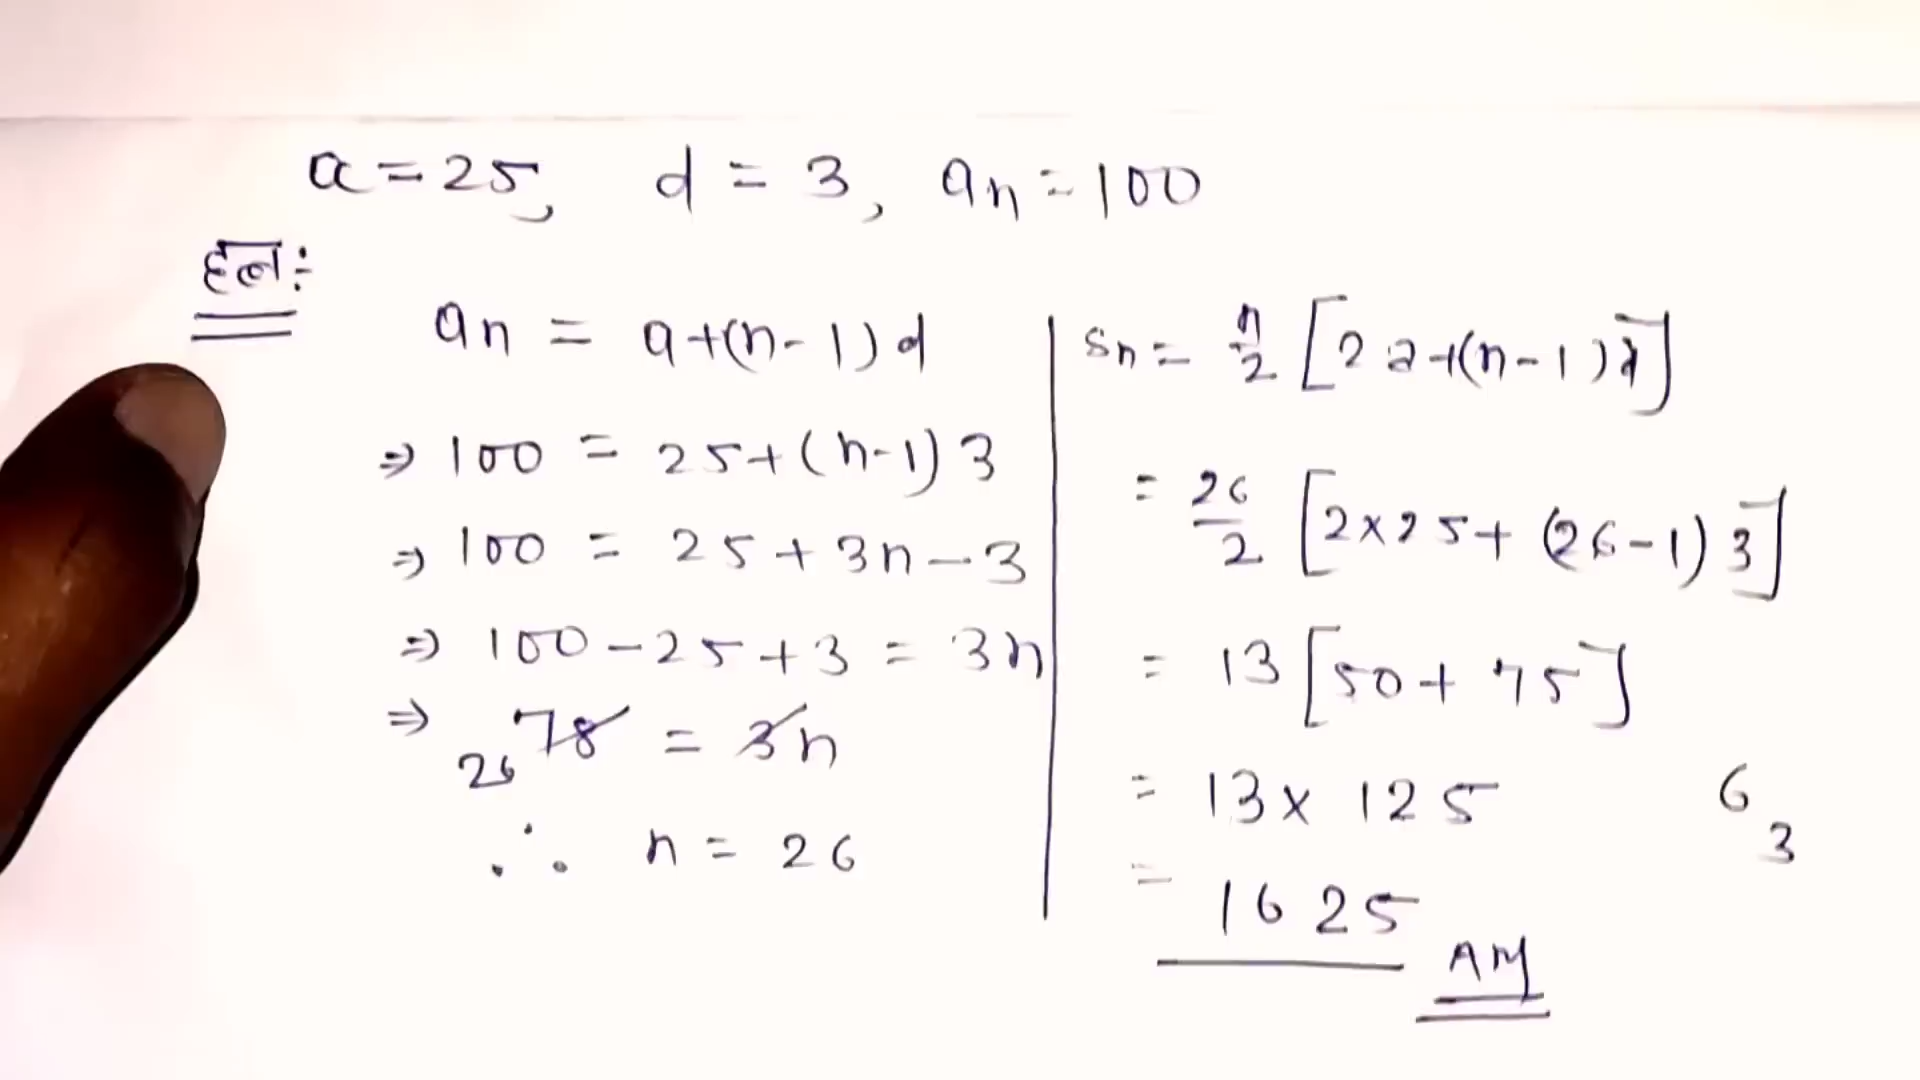 a = 25, d = 3, an = 100
हल:-
an = a+(n-1)d
⇒ 100 = 25+(n-1)3
⇒ 100 = 25+3n-3
⇒ 100-25+3 = 3n
⇒ 26 78 = 3n
∴ n = 26
Sn = n/2 [2a+(n-1)d]
= 26/2 [2×25+(26-1)3]
= 13 [50+75]
= 13× 125
= 1625
6
3